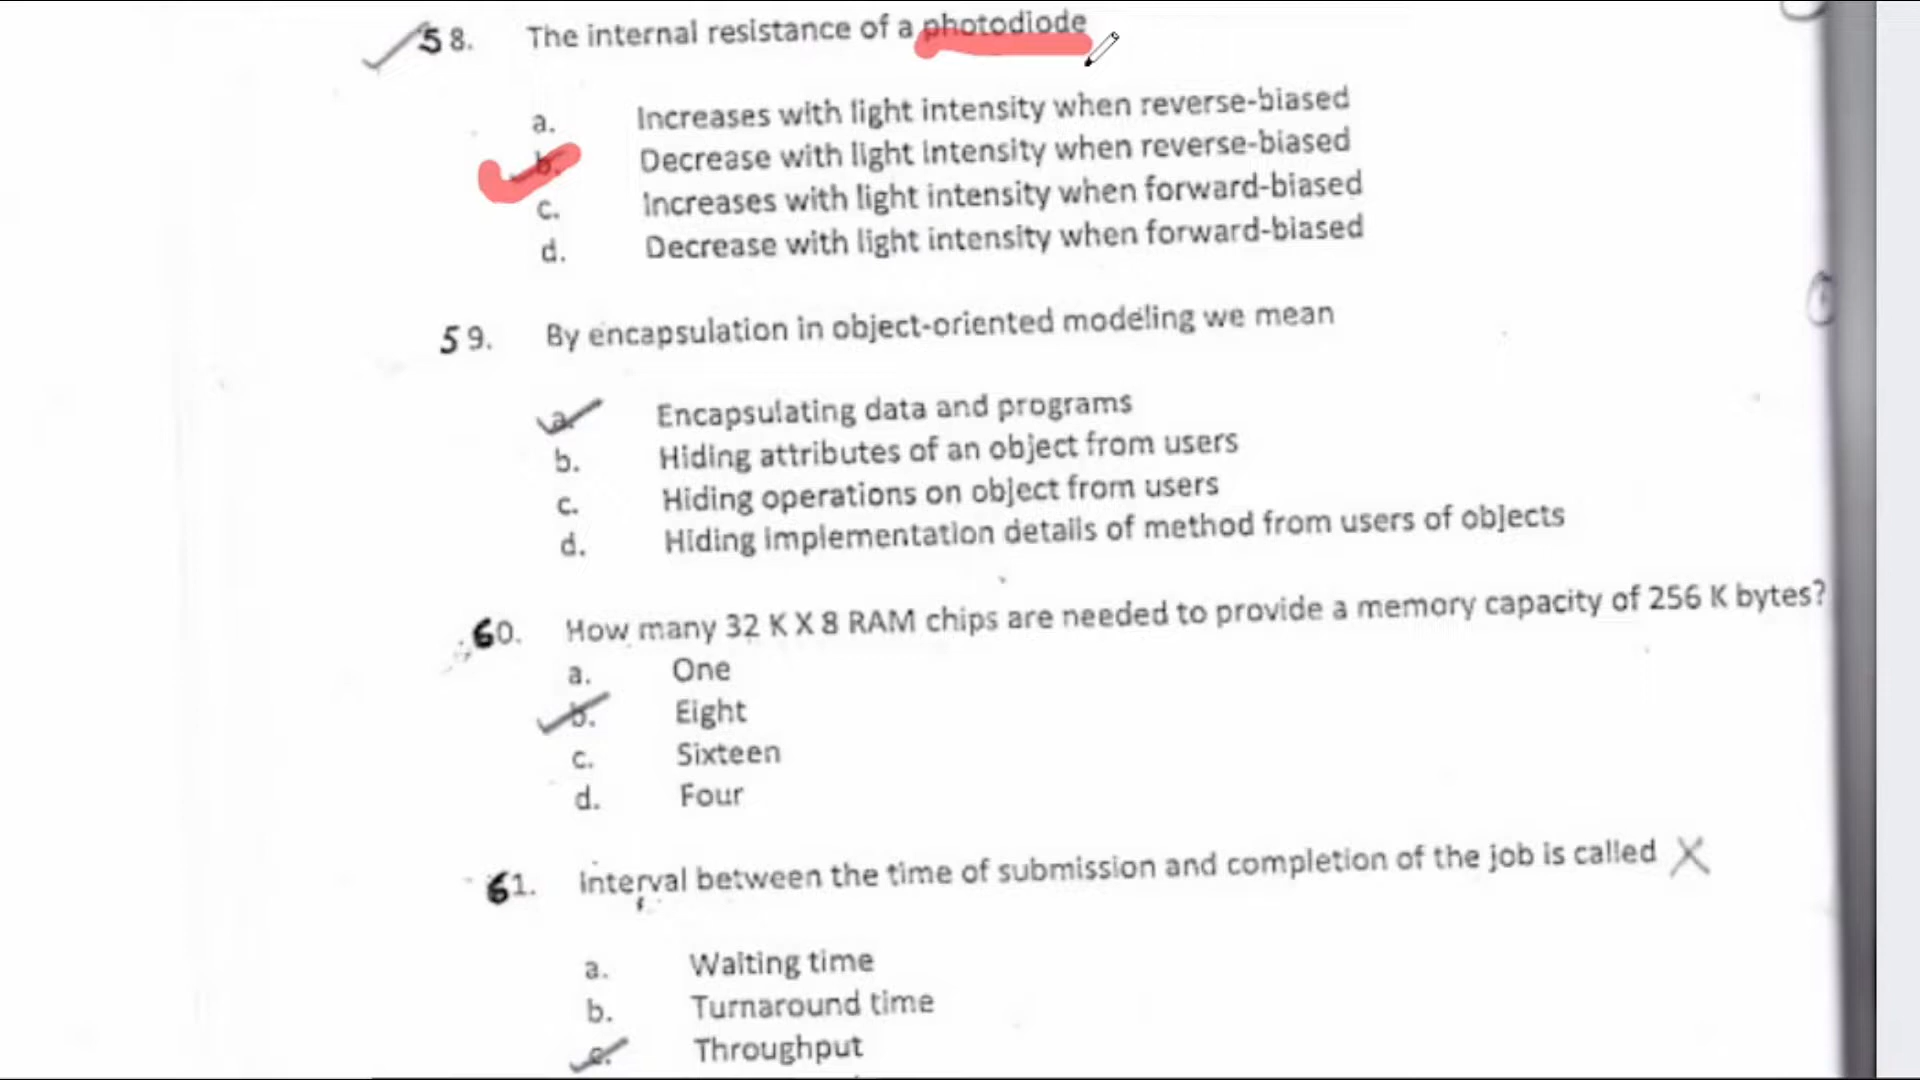 58. The internal resistance of a photodiode
a. Increases with light intensity when reverse-biased
b. Decrease with light intensity when reverse-biased
c. Increases with light intensity when forward-biased
d. Decrease with light intensity when forward-biased
59. By encapsulation in object-oriented modeling we mean
a. Encapsulating data and programs
b. Hiding attributes of an object from users
c. Hiding operations on object from users
d. Hiding implementation details of method from users of objects
60. How many 32 K X 8 RAM chips are needed to provide a memory capacity of 256 K bytes?
a. One
b. Eight
c. Sixteen
d. Four
61. Interval between the time of submission and completion of the job is called X
a. Waiting time
b. Turnaround time
c. Throughput